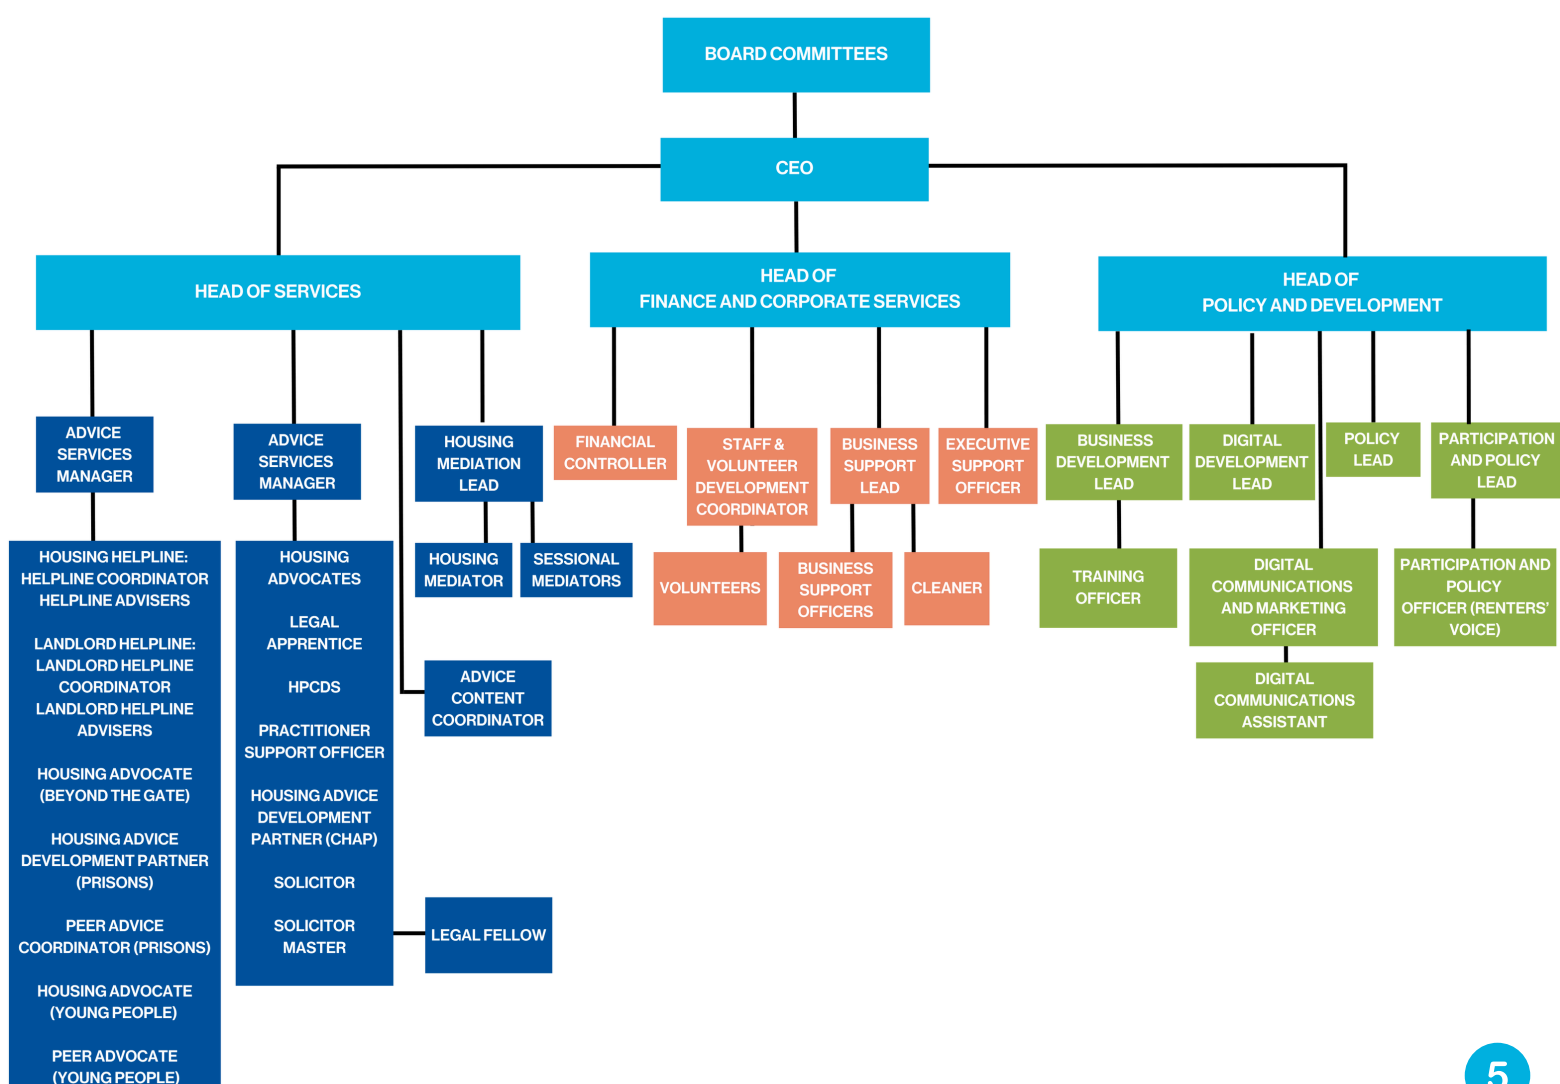 BOARD COMMITTEES
CEO
HEAD OF SERVICES
HEAD OF
FINANCE AND CORPORATE SERVICES
HEAD OF
POLICY AND DEVELOPMENT
ADVICE
SERVICES
MANAGER
ADVICE
SERVICES
MANAGER
HOUSING
MEDIATION
LEAD
FINANCIAL
CONTROLLER
STAFF &
VOLUNTEER
DEVELOPMENT
COORDINATOR
BUSINESS
SUPPORT
LEAD
EXECUTIVE
SUPPORT
OFFICER
BUSINESS
DEVELOPMENT
LEAD
DIGITAL
DEVELOPMENT
LEAD
POLICY
LEAD
PARTICIPATION
AND POLICY
LEAD
HOUSING HELPLINE:
HELPLINE COORDINATOR
HELPLINE ADVISERS
LANDLORD HELPLINE:
LANDLORD HELPLINE
COORDINATOR
LANDLORD HELPLINE
ADVISERS
HOUSING ADVOCATE
(BEYOND THE GATE)
HOUSING ADVICE
DEVELOPMENT PARTNER
(PRISONS)
PEER ADVICE
COORDINATOR (PRISONS)
HOUSING ADVOCATE
(YOUNG PEOPLE)
PEER ADVOCATE
(YOUNG PEOPLE)
HOUSING
ADVOCATES
LEGAL
APPRENTICE
HPCDS
PRACTITIONER
SUPPORT OFFICER
HOUSING ADVICE
DEVELOPMENT
PARTNER (CHAP)
SOLICITOR
SOLICITOR
MASTER
LEGAL FELLOW
HOUSING
MEDIATOR
SESSIONAL
MEDIATORS
ADVICE
CONTENT
COORDINATOR
VOLUNTEERS
BUSINESS
SUPPORT
OFFICERS
CLEANER
TRAINING
OFFICER
DIGITAL
COMMUNICATIONS
AND MARKETING
OFFICER
DIGITAL
COMMUNICATIONS
ASSISTANT
PARTICIPATION AND
POLICY
OFFICER (RENTERS'
VOICE)
5